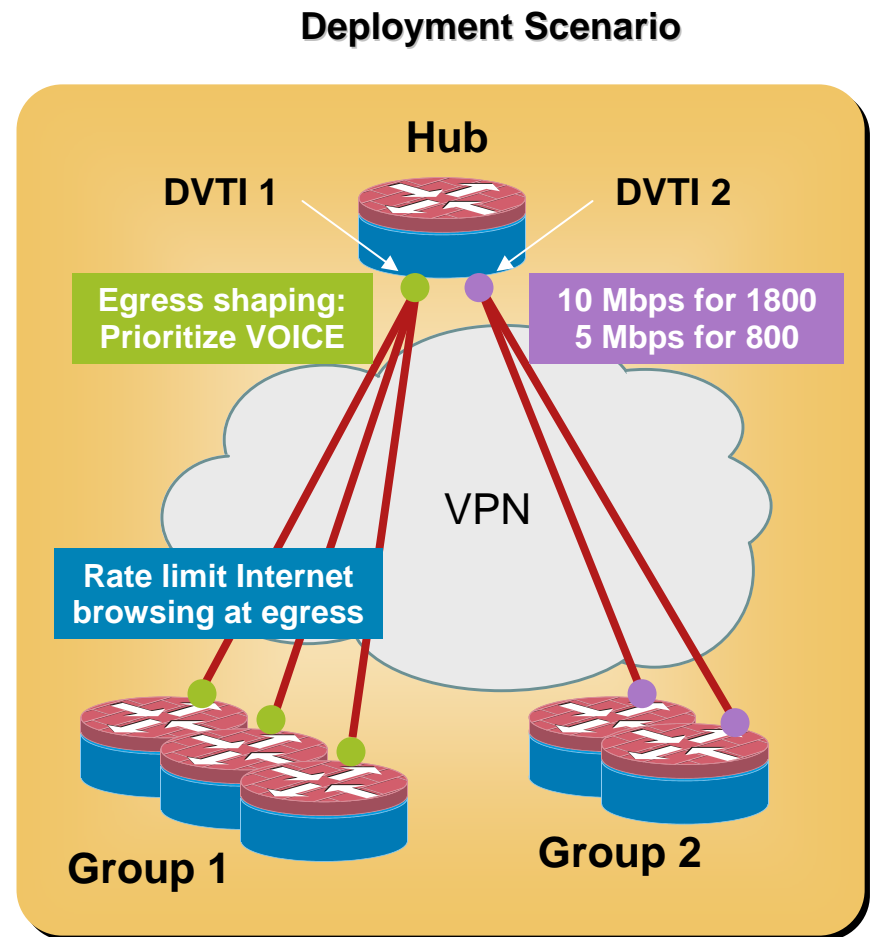 Deployment Scenario
Hub
DVTI 1
DVTI 2
Egress shaping:
Prioritize VOICE
10 Mbps for 1800
5 Mbps for 800
VPN
Rate limit Internet
browsing at egress
Group 1
Group 2